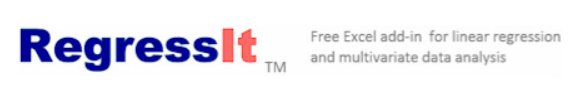 RegressIt TM
Free Excel add-in for linear regression
and multivariate data analysis